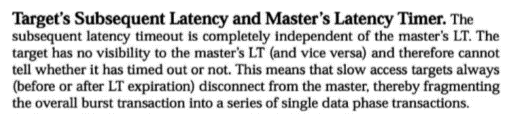 Target's Subsequent Latency and Master's Latency Timer. The
subsequent latency timeout is completely independent of the master's LT. The
target has no visibility to the master's LT (and vice versa) and therefore cannot
tell whether it has timed out or not. This means that slow access targets always
(before or after LT expiration) disconnect from the master, thereby fragmenting
the overall burst transaction into a series of single data phase transactions.